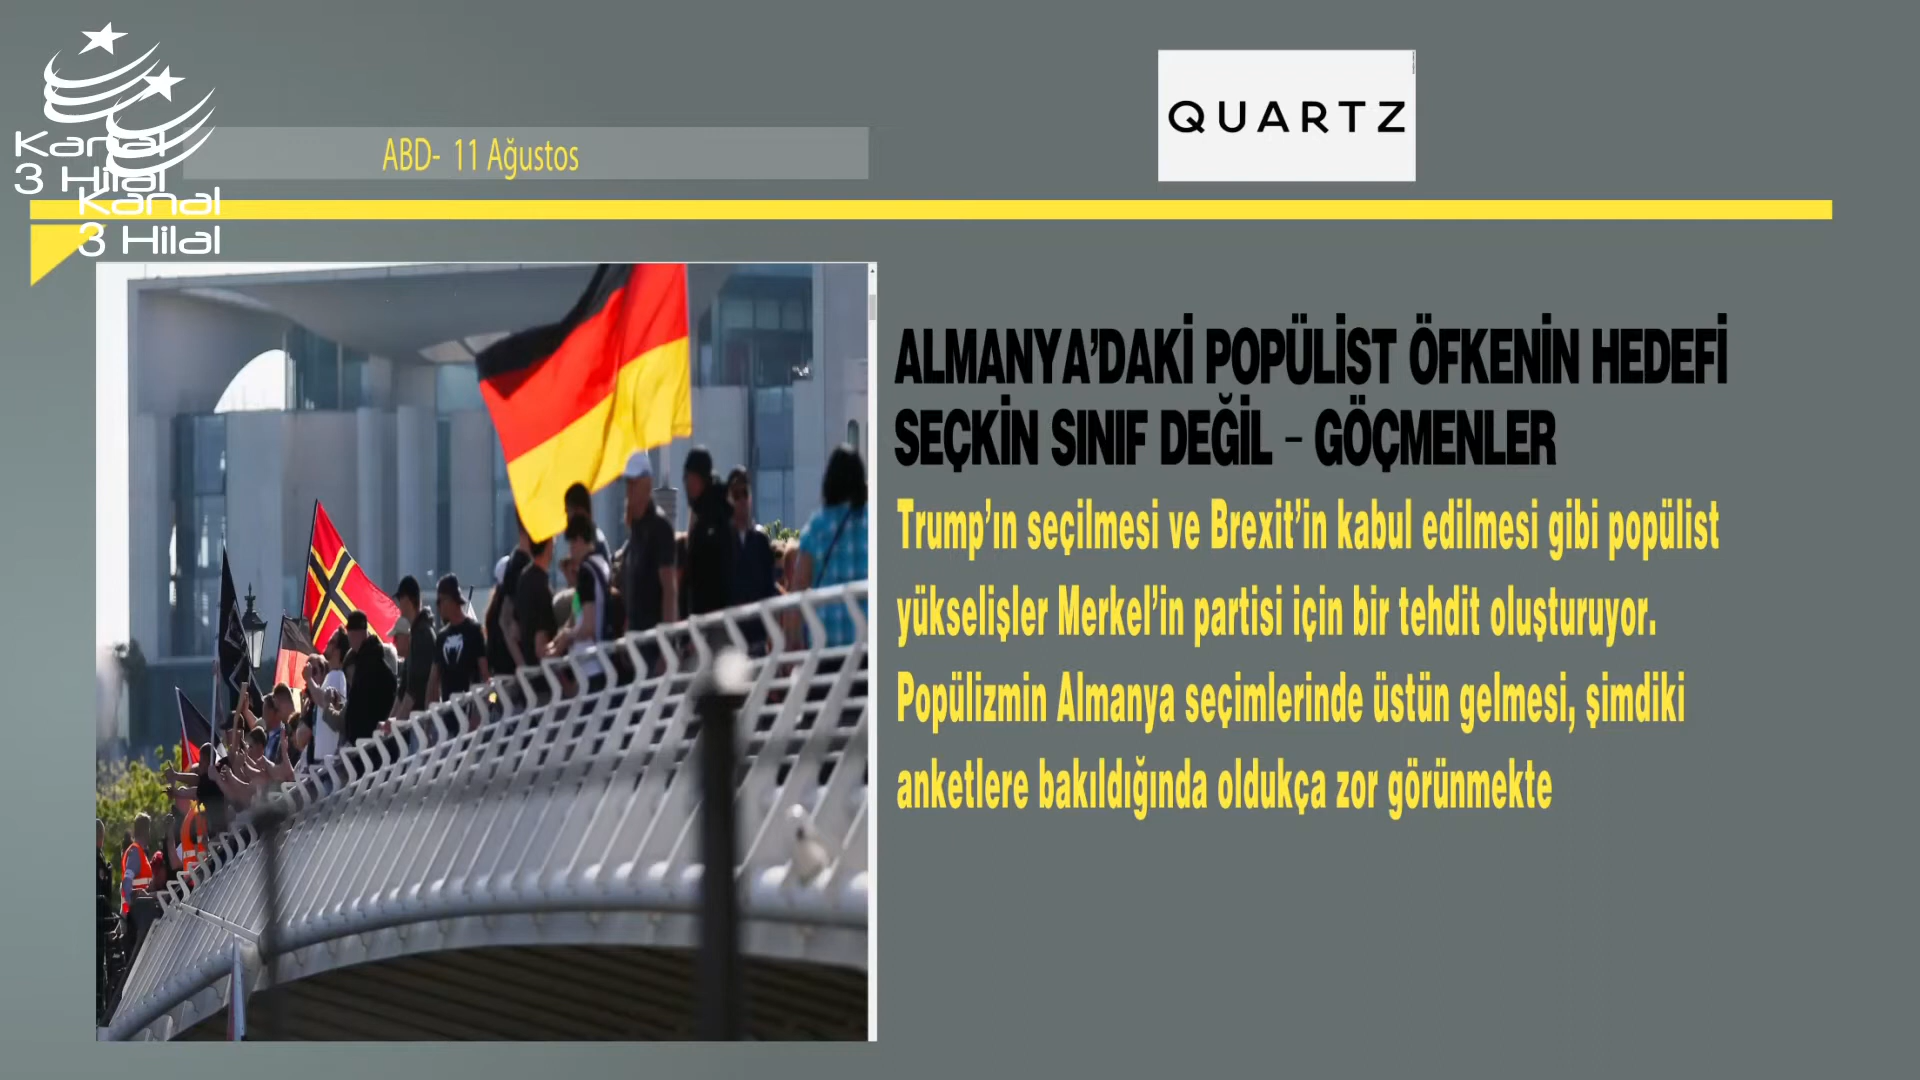 Kanal
3 Hilal
Kanal
3 Hilal
ABD- 11 Ağustos
QUARTZ
ALMANYA'DAKİ POPÜLİST ÖFKENİN HEDEFİ
SEÇKİN SINIF DEĞİL – GÖÇMENLER
Trump'ın seçilmesi ve Brexit'in kabul edilmesi gibi popülist
yükselişler Merkel'in partisi için bir tehdit oluşturuyor.
Popülizmin Almanya seçimlerinde üstün gelmesi, şimdiki
anketlere bakıldığında oldukça zor görünmekte